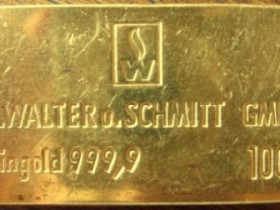 W
.WALTER u. SCHMITT GM
ingold 999,9 100